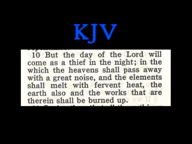 KJV
10 But the day of the Lord will
come as a thief in the night; in
the which the heavens shall pass away
with a great noise, and the elements
shall melt with fervent heat, the
earth also and the works that are
therein shall be burned up.